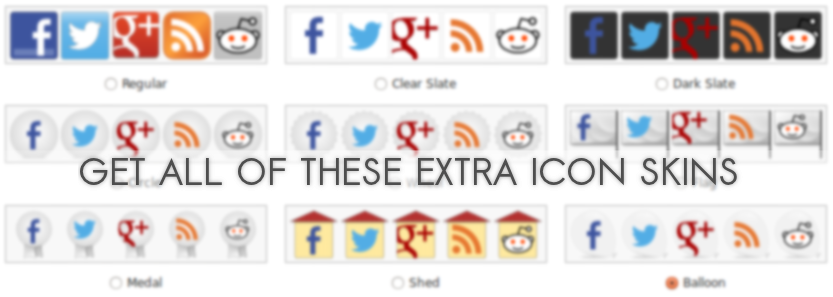 Regular Clear Slate Dark Slate
GET ALL OF THESE EXTRA ICON SKINS
Medal Shed Balloon